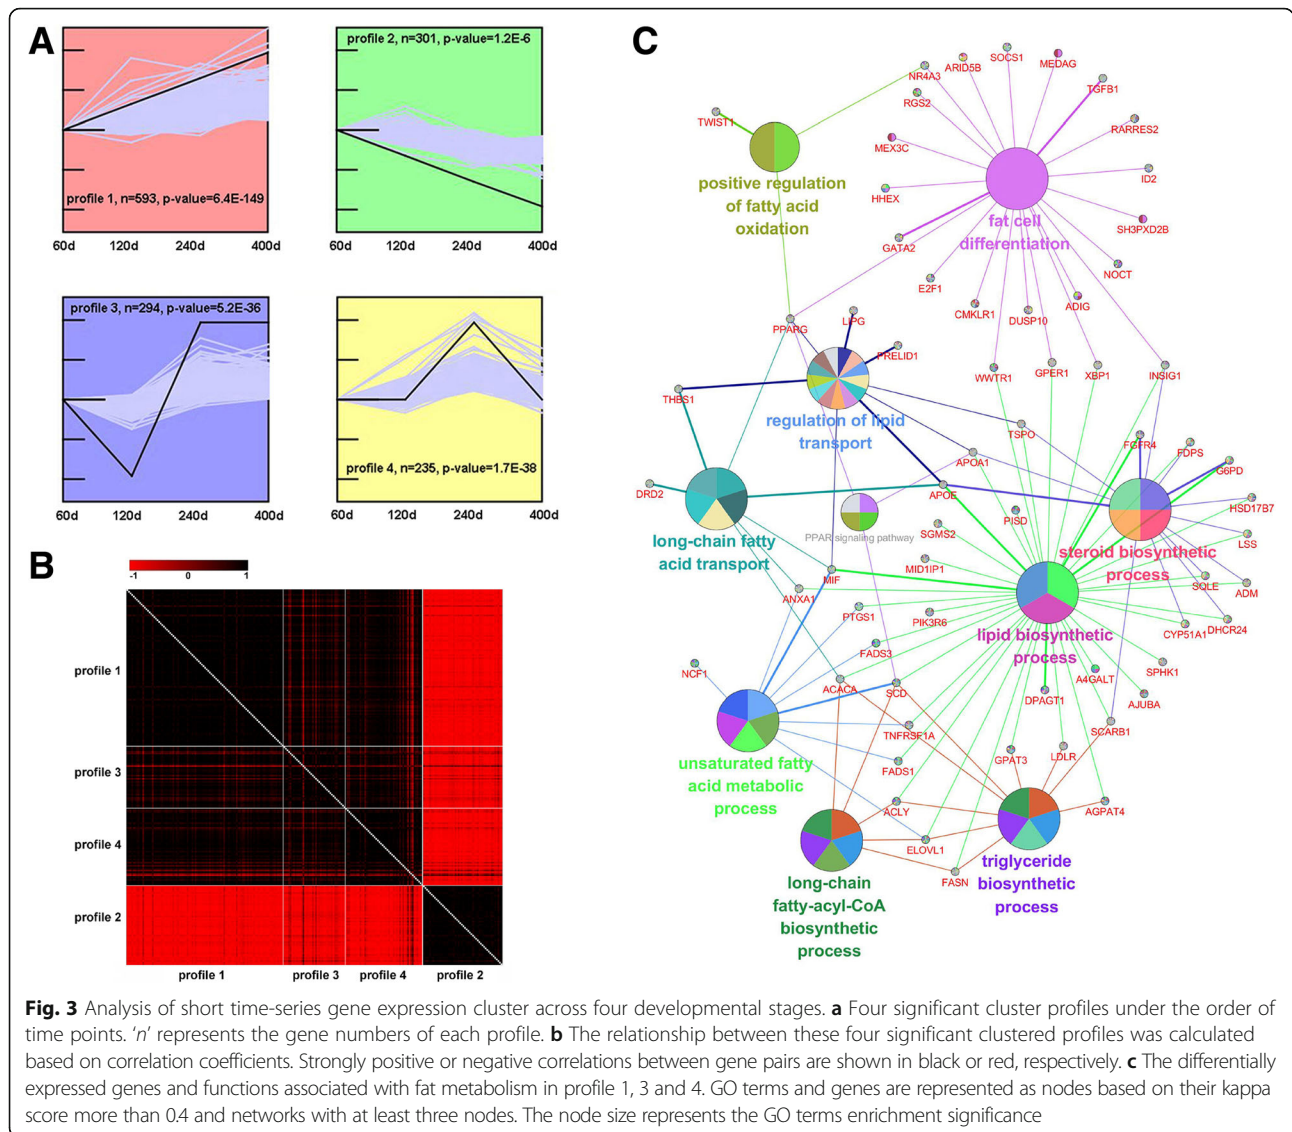 A
profile 1, n=593, p-value=6.4E-149
60d 120d 240d 400d
profile 2, n=301, p-value=1.2E-6
60d 120d 240d 400d
profile 3, n=294, p-value=5.2E-36
60d 120d 240d 400d
profile 4, n=235, p-value=1.7E-38
60d 120d 240d 400d
B
-1 0 1
profile 1
profile 3
profile 4
profile 2
profile 1 profile 3 profile 4 profile 2
C
SOCS1
ARID5B
MEDAG
NR4A3
TGFB1
RGS2
TWIST1
RARRES2
MEX3C
positive regulation
of fatty acid
oxidation
ID2
HHEX
fat cell
differentiation
SH3PXD2B
GATA2
NOCT
E2F1
ADIG
CMKLR1
DUSP10
PPARG
LIPG
PRELID1
WWTR1
GPER1
XBP1
INSIG1
THBS1
regulation of lipid
transport
TSPO
FGFR4
FDPS
APOA1
G6PD
DRD2
APOE
HSD17B7
PISD
long-chain fatty
acid transport
PPAR signaling pathway
SGMS2
LSS
steroid biosynthetic
process
MID1IP1
MIF
SQLE
ADM
ANXA1
PTGS1
PIK3R6
CYP51A1
DHCR24
lipid biosynthetic
process
FADS3
NCF1
SPHK1
A4GALT
ACACA
SCD
DPAGT1
AJUBA
TNFRSF1A
SCARB1
GPAT3
LDLR
unsaturated fatty
acid metabolic
process
FADS1
ACLY
AGPAT4
ELOVL1
FASN
triglyceride
biosynthetic
process
long-chain
fatty-acyl-CoA
biosynthetic
process
Fig. 3 Analysis of short time-series gene expression cluster across four developmental stages. a Four significant cluster profiles under the order of
time points. ‘n’ represents the gene numbers of each profile. b The relationship between these four significant clustered profiles was calculated
based on correlation coefficients. Strongly positive or negative correlations between gene pairs are shown in black or red, respectively. c The differentially
expressed genes and functions associated with fat metabolism in profile 1, 3 and 4. GO terms and genes are represented as nodes based on their kappa
score more than 0.4 and networks with at least three nodes. The node size represents the GO terms enrichment significance